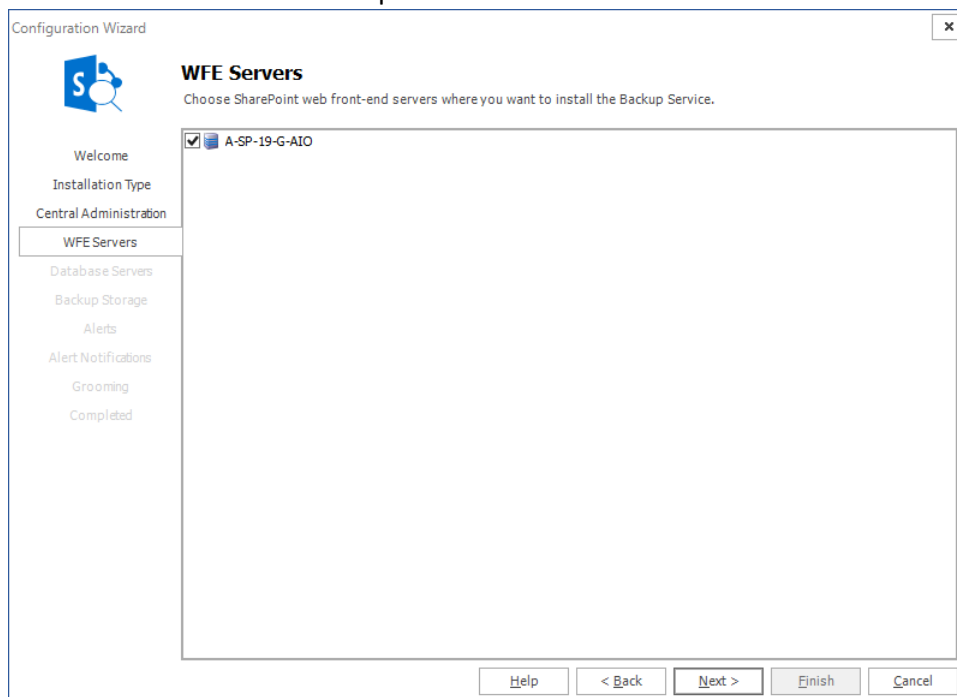 Configuration Wizard
WFE Servers
Choose SharePoint web front-end servers where you want to install the Backup Service.
A-SP-19-G-AIO
Welcome
Installation Type
Central Administration
WFE Servers
Database Servers
Backup Storage
Alerts
Alert Notifications
Grooming
Completed
Help
< Back
Next >
Finish
Cancel